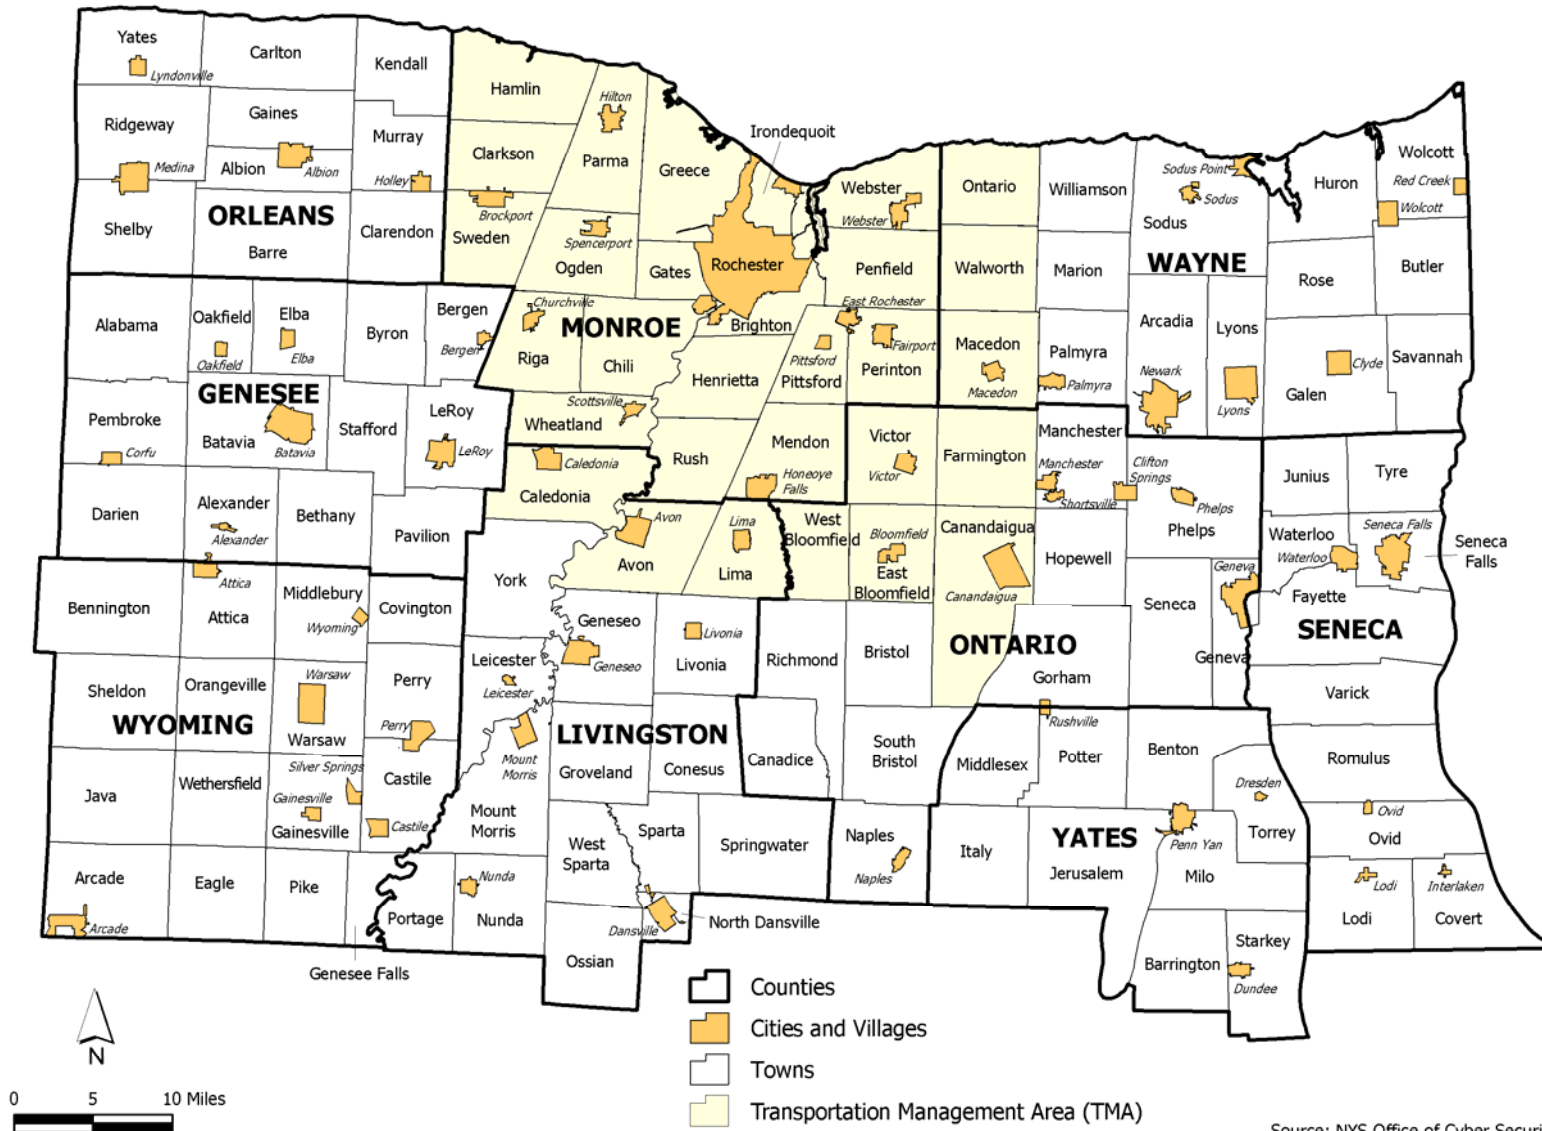 Yates
Lyndonville
Carlton
Kendall
Ridgeway
Gaines
Murray
Medina
Albion
Albion
Holley
Shelby
ORLEANS
Barre
Clarendon
Hamlin
Hilton
Irondequoit
Clarkson
Parma
Greece
Brockport
Sweden
Spencerport
Ogden
Gates
Rochester
Webster
Webster
Penfield
East Rochester
Churchville
MONROE
Brighton
Riga
Chili
Henrietta
Pittsford
Pittsford
Fairport
Perinton
Scottsville
Wheatland
Rush
Mendon
Honeoye
Falls
Ontario
Williamson
Sodus Point
Sodus
Sodus
Huron
Wolcott
Red Creek
Wolcott
WAYNE
Walworth
Marion
Rose
Butler
Macedon
Macedon
Palmyra
Palmyra
Arcadia
Newark
Lyons
Lyons
Galen
Clyde
Savannah
Alabama
Oakfield
Oakfield
Elba
Elba
Byron
Bergen
Bergen
GENESEE
Pembroke
Corfu
Batavia
Batavia
Stafford
LeRoy
LeRoy
Darien
Alexander
Alexander
Bethany
Pavilion
Caledonia
Caledonia
Avon
Avon
Lima
Lima
York
Victor
Victor
Farmington
Manchester
Manchester
Shortsville
Clifton
Springs
Phelps
Phelps
West
Bloomfield
Bloomfield
East
Bloomfield
Canandaigua
Canandaigua
Hopewell
Seneca
Geneva
Geneva
ONTARIO
Gorham
Rushville
Richmond
Bristol
Canadice
South
Bristol
Naples
Naples
Junius
Tyre
Waterloo
Waterloo
Seneca Falls
Seneca
Falls
Fayette
SENECA
Varick
Romulus
Ovid
Ovid
Lodi
Lodi
Interlaken
Covert
Bennington
Attica
Attica
Middlebury
Wyoming
Covington
Sheldon
Orangeville
Warsaw
Warsaw
Perry
Perry
WYOMING
Java
Wethersfield
Silver Springs
Gainesville
Gainesville
Castile
Castile
Arcade
Arcade
Eagle
Pike
Genesee Falls
Leicester
Leicester
Geneseo
Geneseo
Livonia
Livonia
LIVINGSTON
Mount
Morris
Mount
Morris
Groveland
Conesus
West
Sparta
Sparta
Springwater
Portage
Nunda
Nunda
Ossian
Dansville
North Dansville
Middlesex
Potter
Benton
Dresden
Torrey
Italy
YATES
Jerusalem
Penn Yan
Milo
Barrington
Starkey
Dundee
N
0 5 10 Miles
Counties
Cities and Villages
Towns
Transportation Management Area (TMA)
Source: NYS Office of Cyber Securi